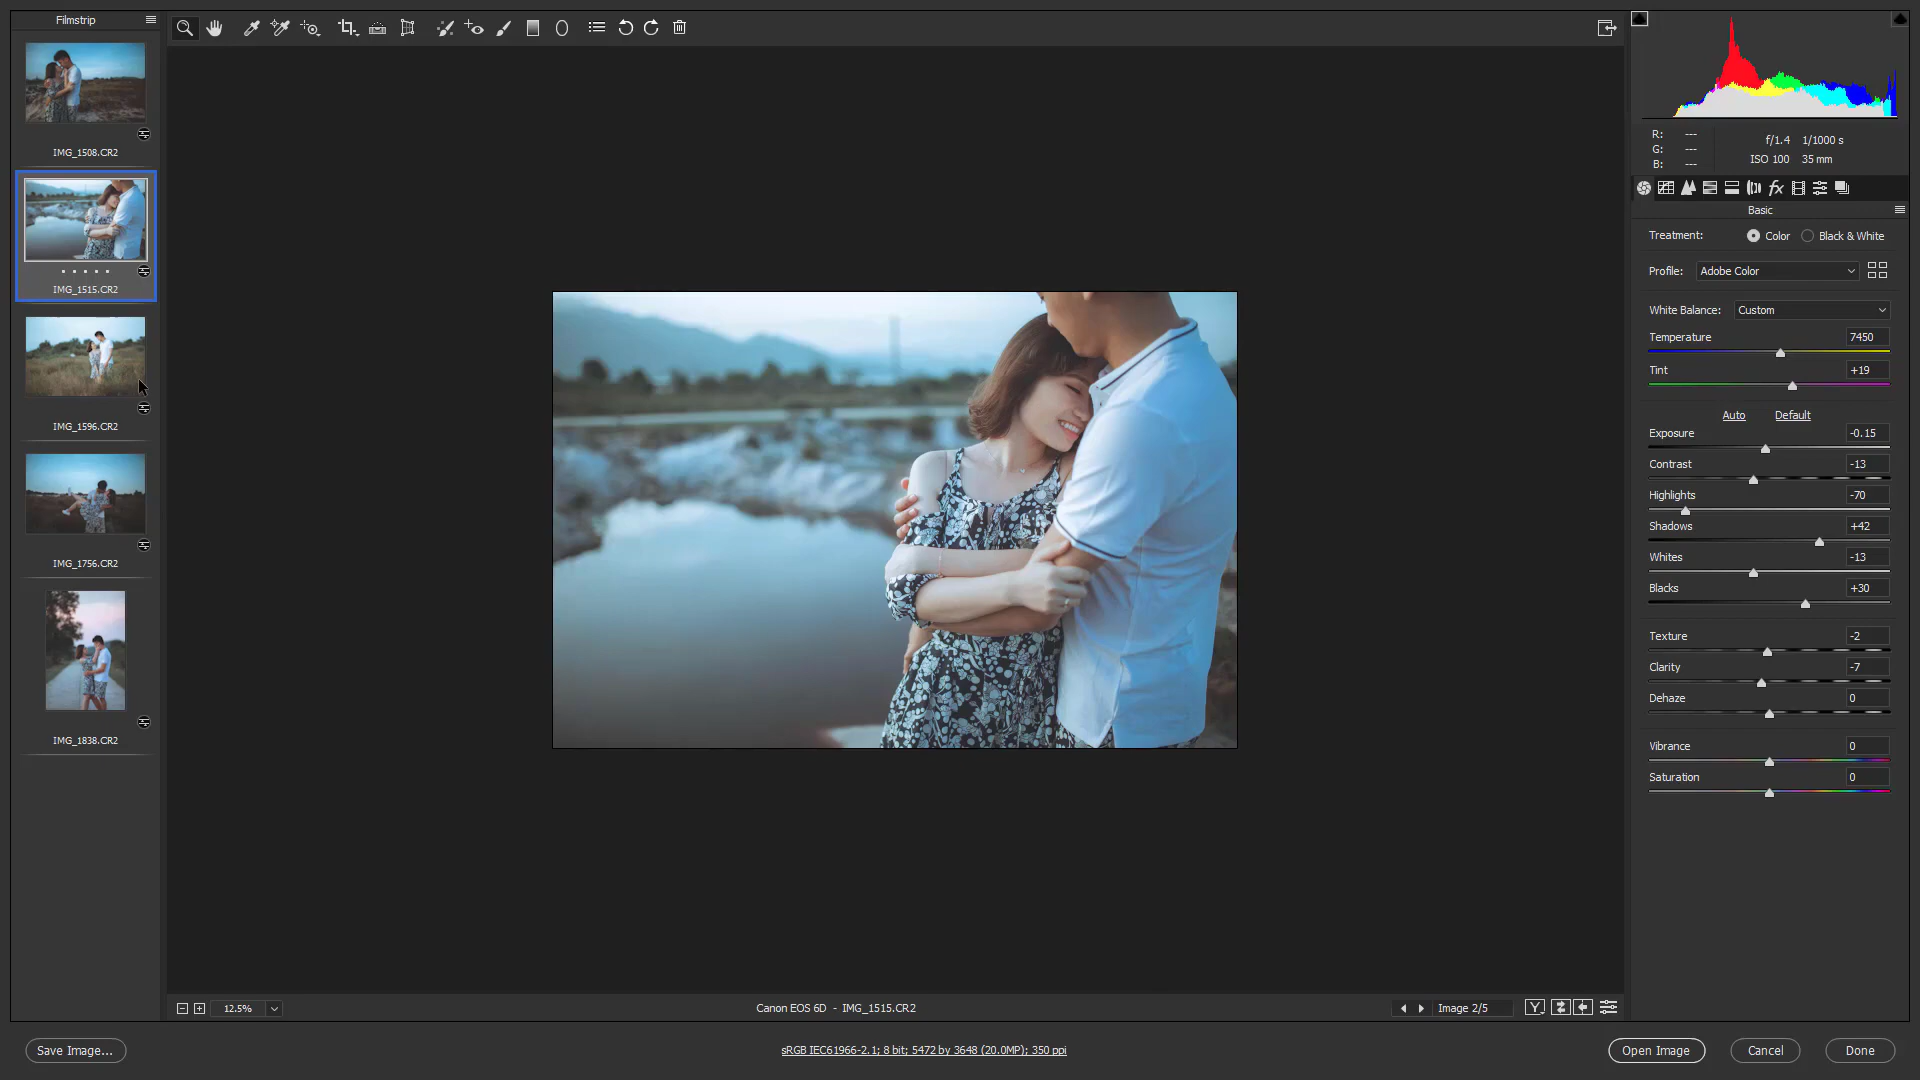 Filmstrip
IMG_1508.CR2
IMG_1515.CR2
IMG_1596.CR2
IMG_1756.CR2
IMG_1838.CR2
R: ---
G: ---
B: ---
f/1.4 1/1000 s
ISO 100 35 mm
fx
Basic
Treatment: Color Black & White
Profile: Adobe Color
White Balance: Custom
Temperature 7450
Tint +19
Auto Default
Exposure -0.15
Contrast -13
Highlights -70
Shadows +42
Whites -13
Blacks +30
Texture -2
Clarity -7
Dehaze 0
Vibrance 0
Saturation 0
12.5%
Canon EOS 6D - IMG_1515.CR2
Image 2/5
Y
Save Image...
sRGB IEC61966-2.1; 8 bit; 5472 by 3648 (20.0MP); 350 ppi
Open Image
Cancel
Done